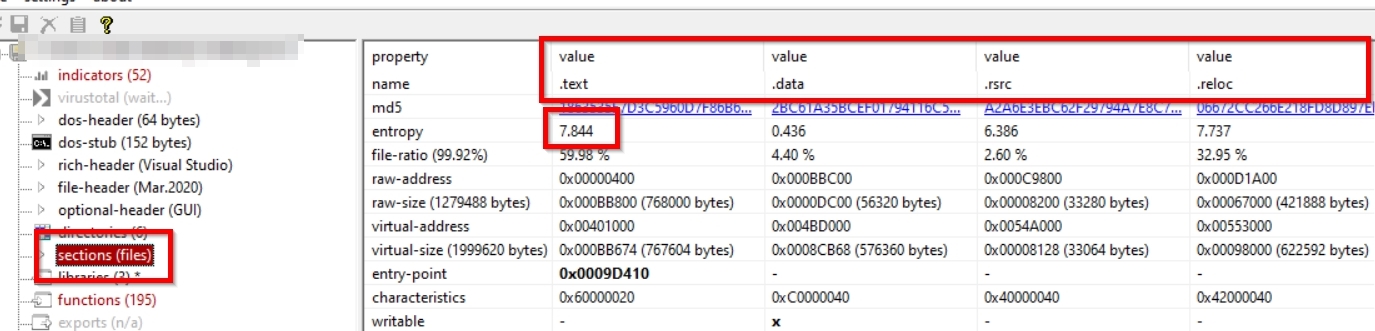 settings about
indicators (52)
virustotal (wait...)
dos-header (64 bytes)
dos-stub (152 bytes)
rich-header (Visual Studio)
file-header (Mar.2020)
optional-header (GUI)
directories (6)
sections (files)
libraries (3) *
functions (195)
exports (n/a)
property value value value value
name .text .data .rsrc .reloc
md5 2BC61A35BCEF01794116C5... A2A6E3EBC62F29794A7E8C7...
entropy 7.844 0.436 6.386 7.737
file-ratio (99.92%) 59.98 % 4.40 % 2.60 % 32.95 %
raw-address 0x00000400 0x000BBC00 0x000C9800 0x000D1A00
raw-size (1279488 bytes) 0x000BB800 (768000 bytes) 0x0000DC00 (56320 bytes) 0x00008200 (33280 bytes) 0x00067000 (421888 bytes)
virtual-address 0x00401000 0x004BD000 0x0054A000 0x00553000
virtual-size (1999620 bytes) 0x000BB674 (767604 bytes) 0x0008CB68 (576360 bytes) 0x00008128 (33064 bytes) 0x00098000 (622592 bytes)
entry-point 0x0009D410 - - -
characteristics 0x60000020 0xC0000040 0x40000040 0x42000040
writable - x - -